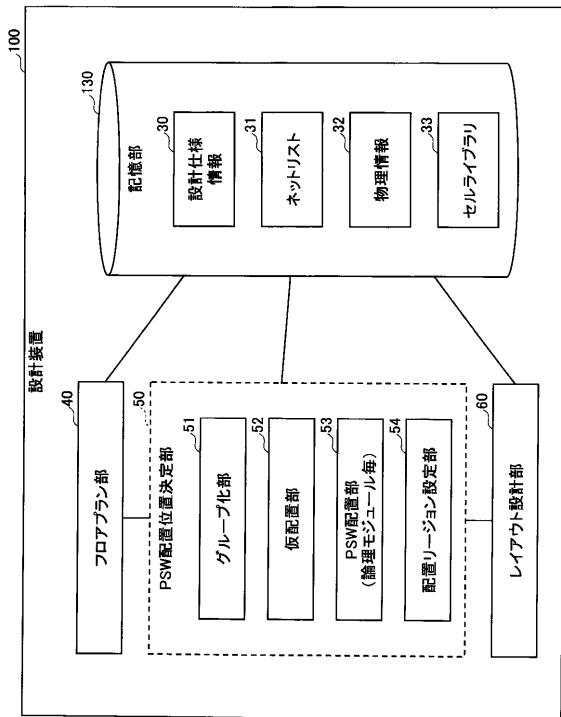 100
設計装置
40
フロアプラン部
50
PSW配置位置決定部
51
グループ化部
52
仮配置部
53
PSW配置部
(論理モジュール毎)
54
配置リージョン設定部
60
レイアウト設計部
130
記憶部
30
設計仕様
情報
31
ネットリスト
32
物理情報
33
セルライブラリ